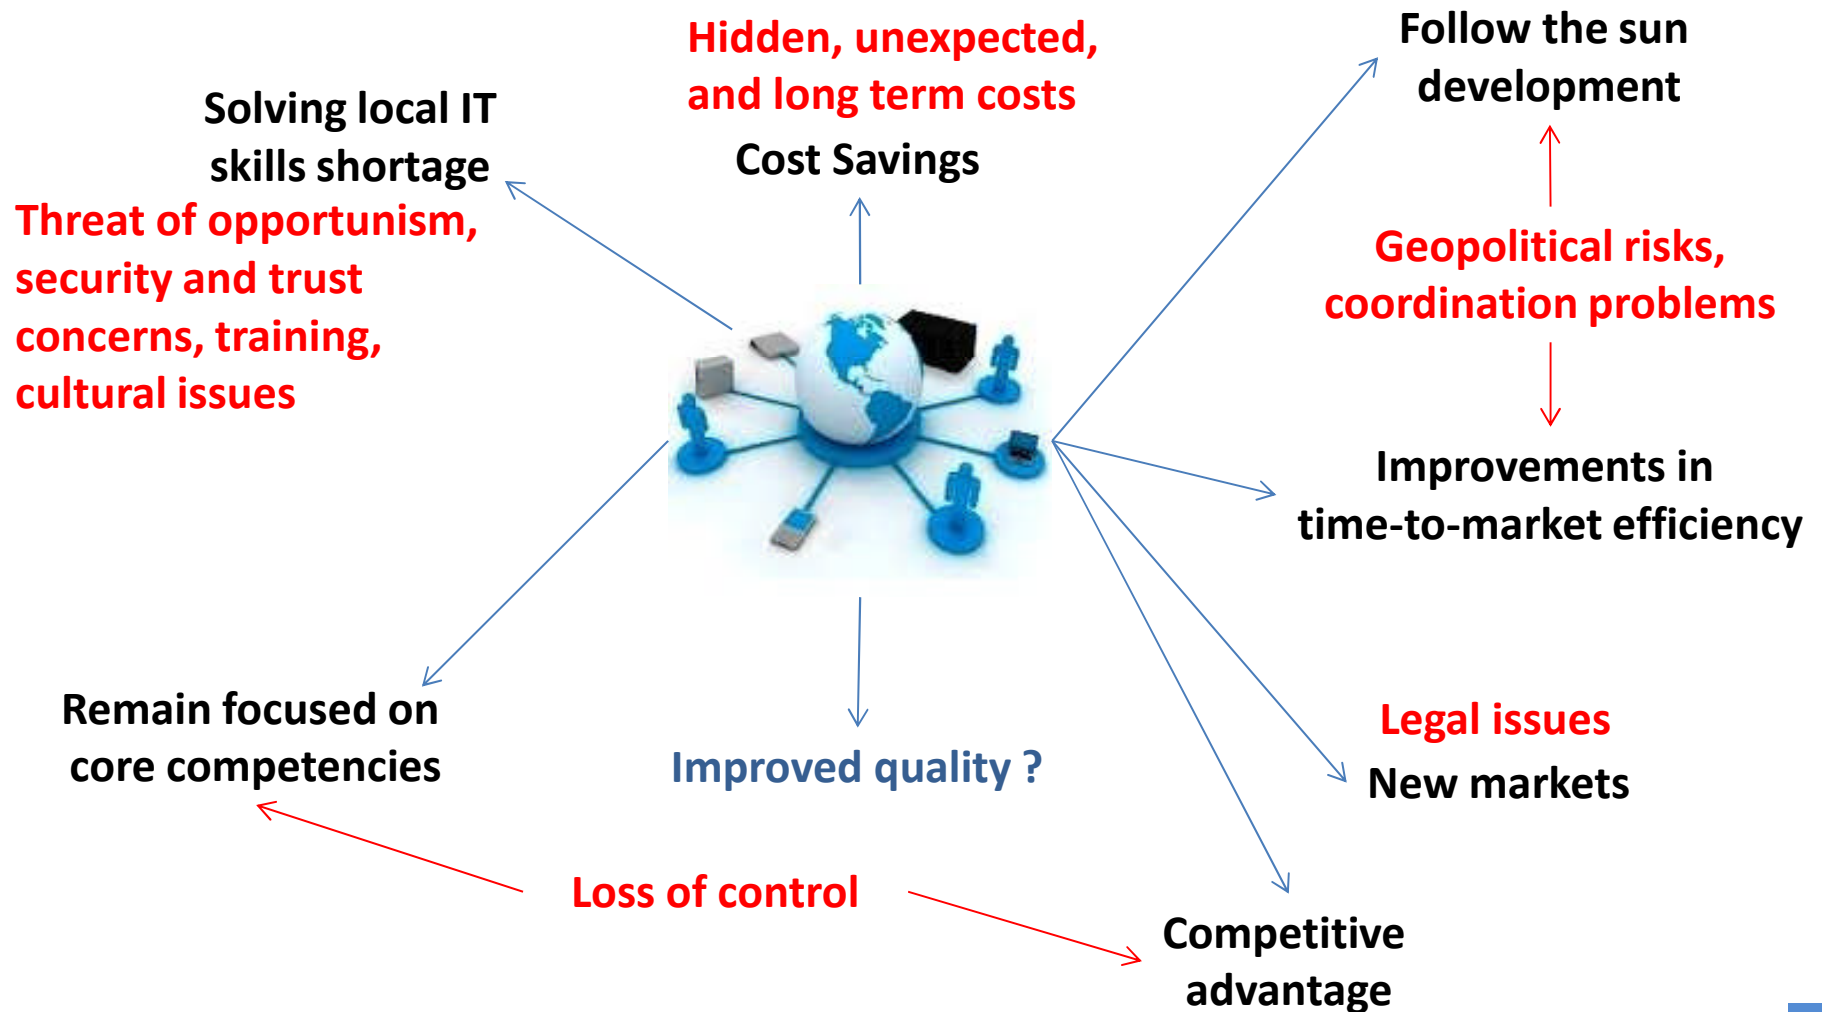 Hidden, unexpected,
and long term costs
Cost Savings
Follow the sun
development
Solving local IT
skills shortage
Threat of opportunism,
security and trust
concerns, training,
cultural issues
Geopolitical risks,
coordination problems
Improvements in
time-to-market efficiency
Remain focused on
core competencies
Improved quality ?
Legal issues
New markets
Loss of control
Competitive
advantage